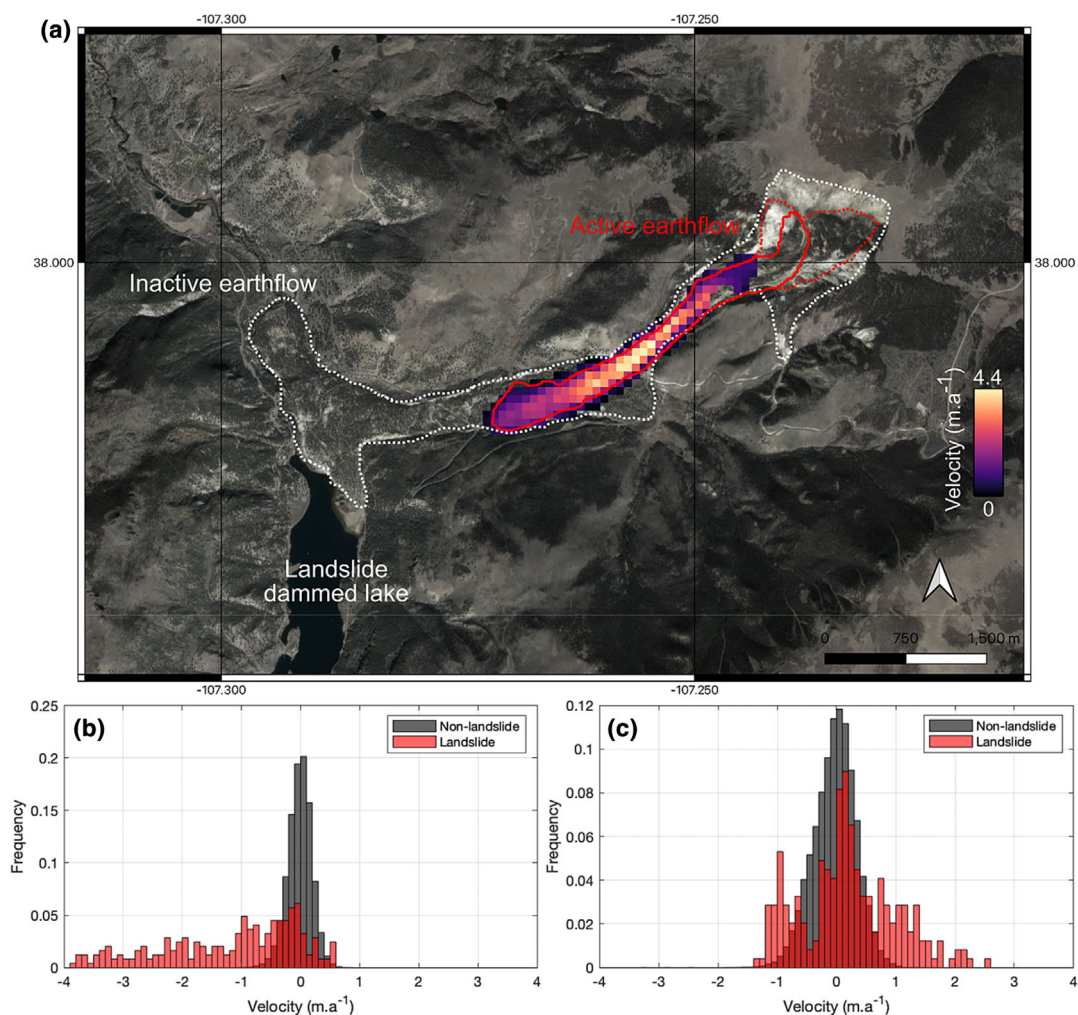 (a)
-107.300
-107.250
Active earthflow
38.000
38.000
Inactive earthflow
4.4
Velocity (m.a-1)
0
Landslide
dammed lake
0 750 1,500 m
-107.300
-107.250
(b)
0.25
0.2
0.15
0.1
0.05
0
Frequency
Non-landslide
Landslide
-4 -3 -2 -1 0 1 2 3 4
Velocity (m.a-1)
(c)
0.12
0.1
0.08
0.06
0.04
0.02
0
Frequency
Non-landslide
Landslide
-4 -3 -2 -1 0 1 2 3 4
Velocity (m.a-1)